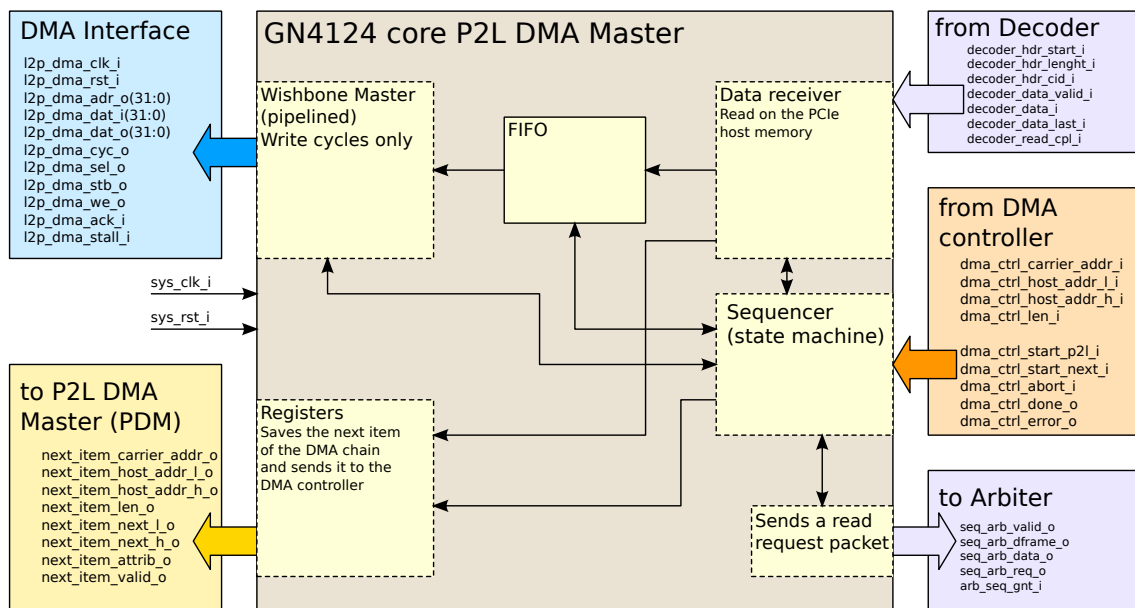 DMA Interface
l2p_dma_clk_i
l2p_dma_rst_i
l2p_dma_adr_o(31:0)
l2p_dma_dat_i(31:0)
l2p_dma_dat_o(31:0)
l2p_dma_cyc_o
l2p_dma_sel_o
l2p_dma_stb_o
l2p_dma_we_o
l2p_dma_ack_i
l2p_dma_stall_i
sys_clk_i
sys_rst_i
to P2L DMA
Master (PDM)
next_item_carrier_addr_o
next_item_host_addr_l_o
next_item_host_addr_h_o
next_item_len_o
next_item_next_l_o
next_item_next_h_o
next_item_attrib_o
next_item_valid_o
GN4124 core P2L DMA Master
Wishbone Master
(pipelined)
Write cycles only
FIFO
Data receiver
Read on the PCIe
host memory
Sequencer
(state machine)
Registers
Saves the next item
of the DMA chain
and sends it to the
DMA controller
Sends a read
request packet
from Decoder
decoder_hdr_start_i
decoder_hdr_lenght_i
decoder_hdr_cid_i
decoder_data_valid_i
decoder_data_i
decoder_data_last_i
decoder_read_cpl_i
from DMA
controller
dma_ctrl_carrier_addr_i
dma_ctrl_host_addr_l_i
dma_ctrl_host_addr_h_i
dma_ctrl_len_i
dma_ctrl_start_p2l_i
dma_ctrl_start_next_i
dma_ctrl_abort_i
dma_ctrl_done_o
dma_ctrl_error_o
to Arbiter
seq_arb_valid_o
seq_arb_dframe_o
seq_arb_data_o
seq_arb_req_o
arb_seq_gnt_i